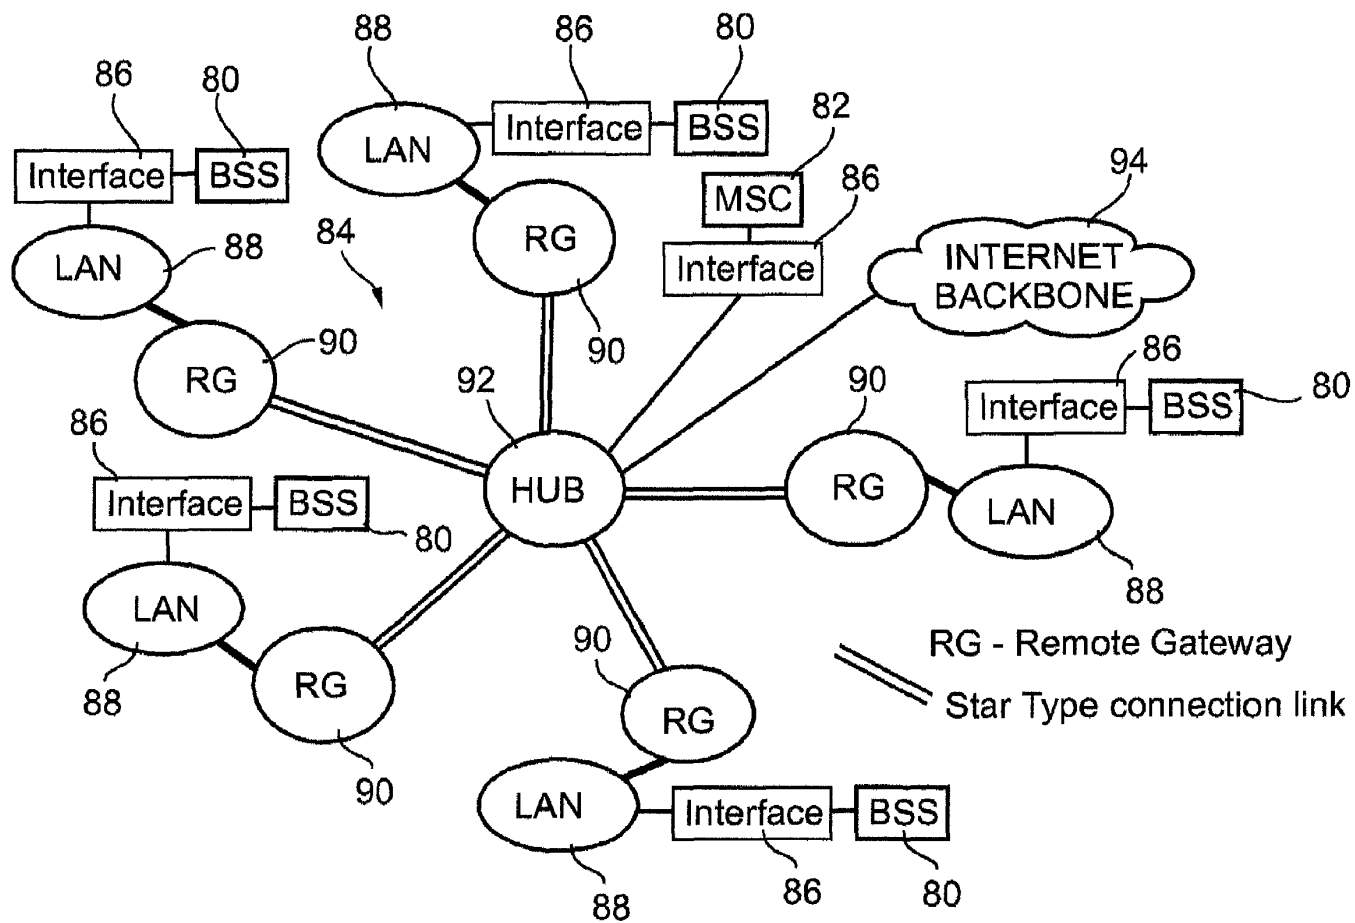 88
86
80
86
80
82
LAN
Interface
BSS
94
Interface
BSS
MSC
86
84
RG
88
LAN
Interface
INTERNET
BACKBONE
90
90
86
RG
92
90
80
Interface
BSS
86
80
Interface
BSS
HUB
RG
LAN
88
LAN
90
RG
88
90
RG
80
LAN
Interface
BSS
88
86
80
RG - Remote Gateway
Star Type connection link